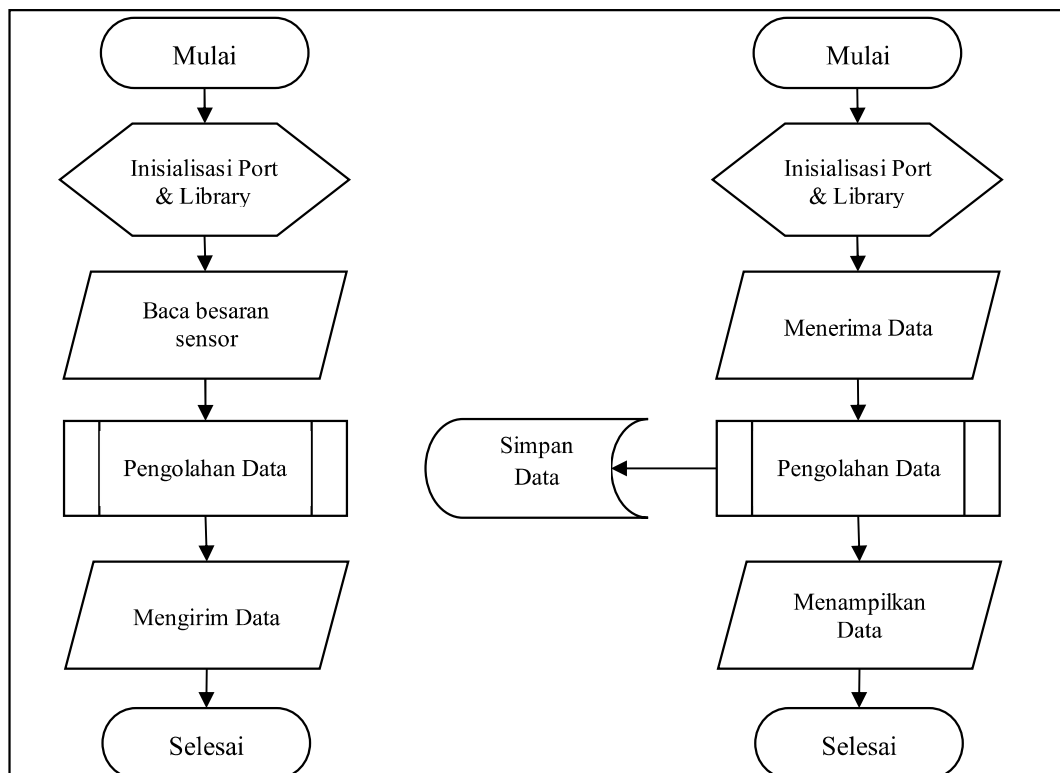 Mulai
Inisialisasi Port
& Library
Baca besaran
sensor
Pengolahan Data
Mengirim Data
Selesai
Mulai
Inisialisasi Port
& Library
Menerima Data
Pengolahan Data
Simpan
Data
Menampilkan
Data
Selesai